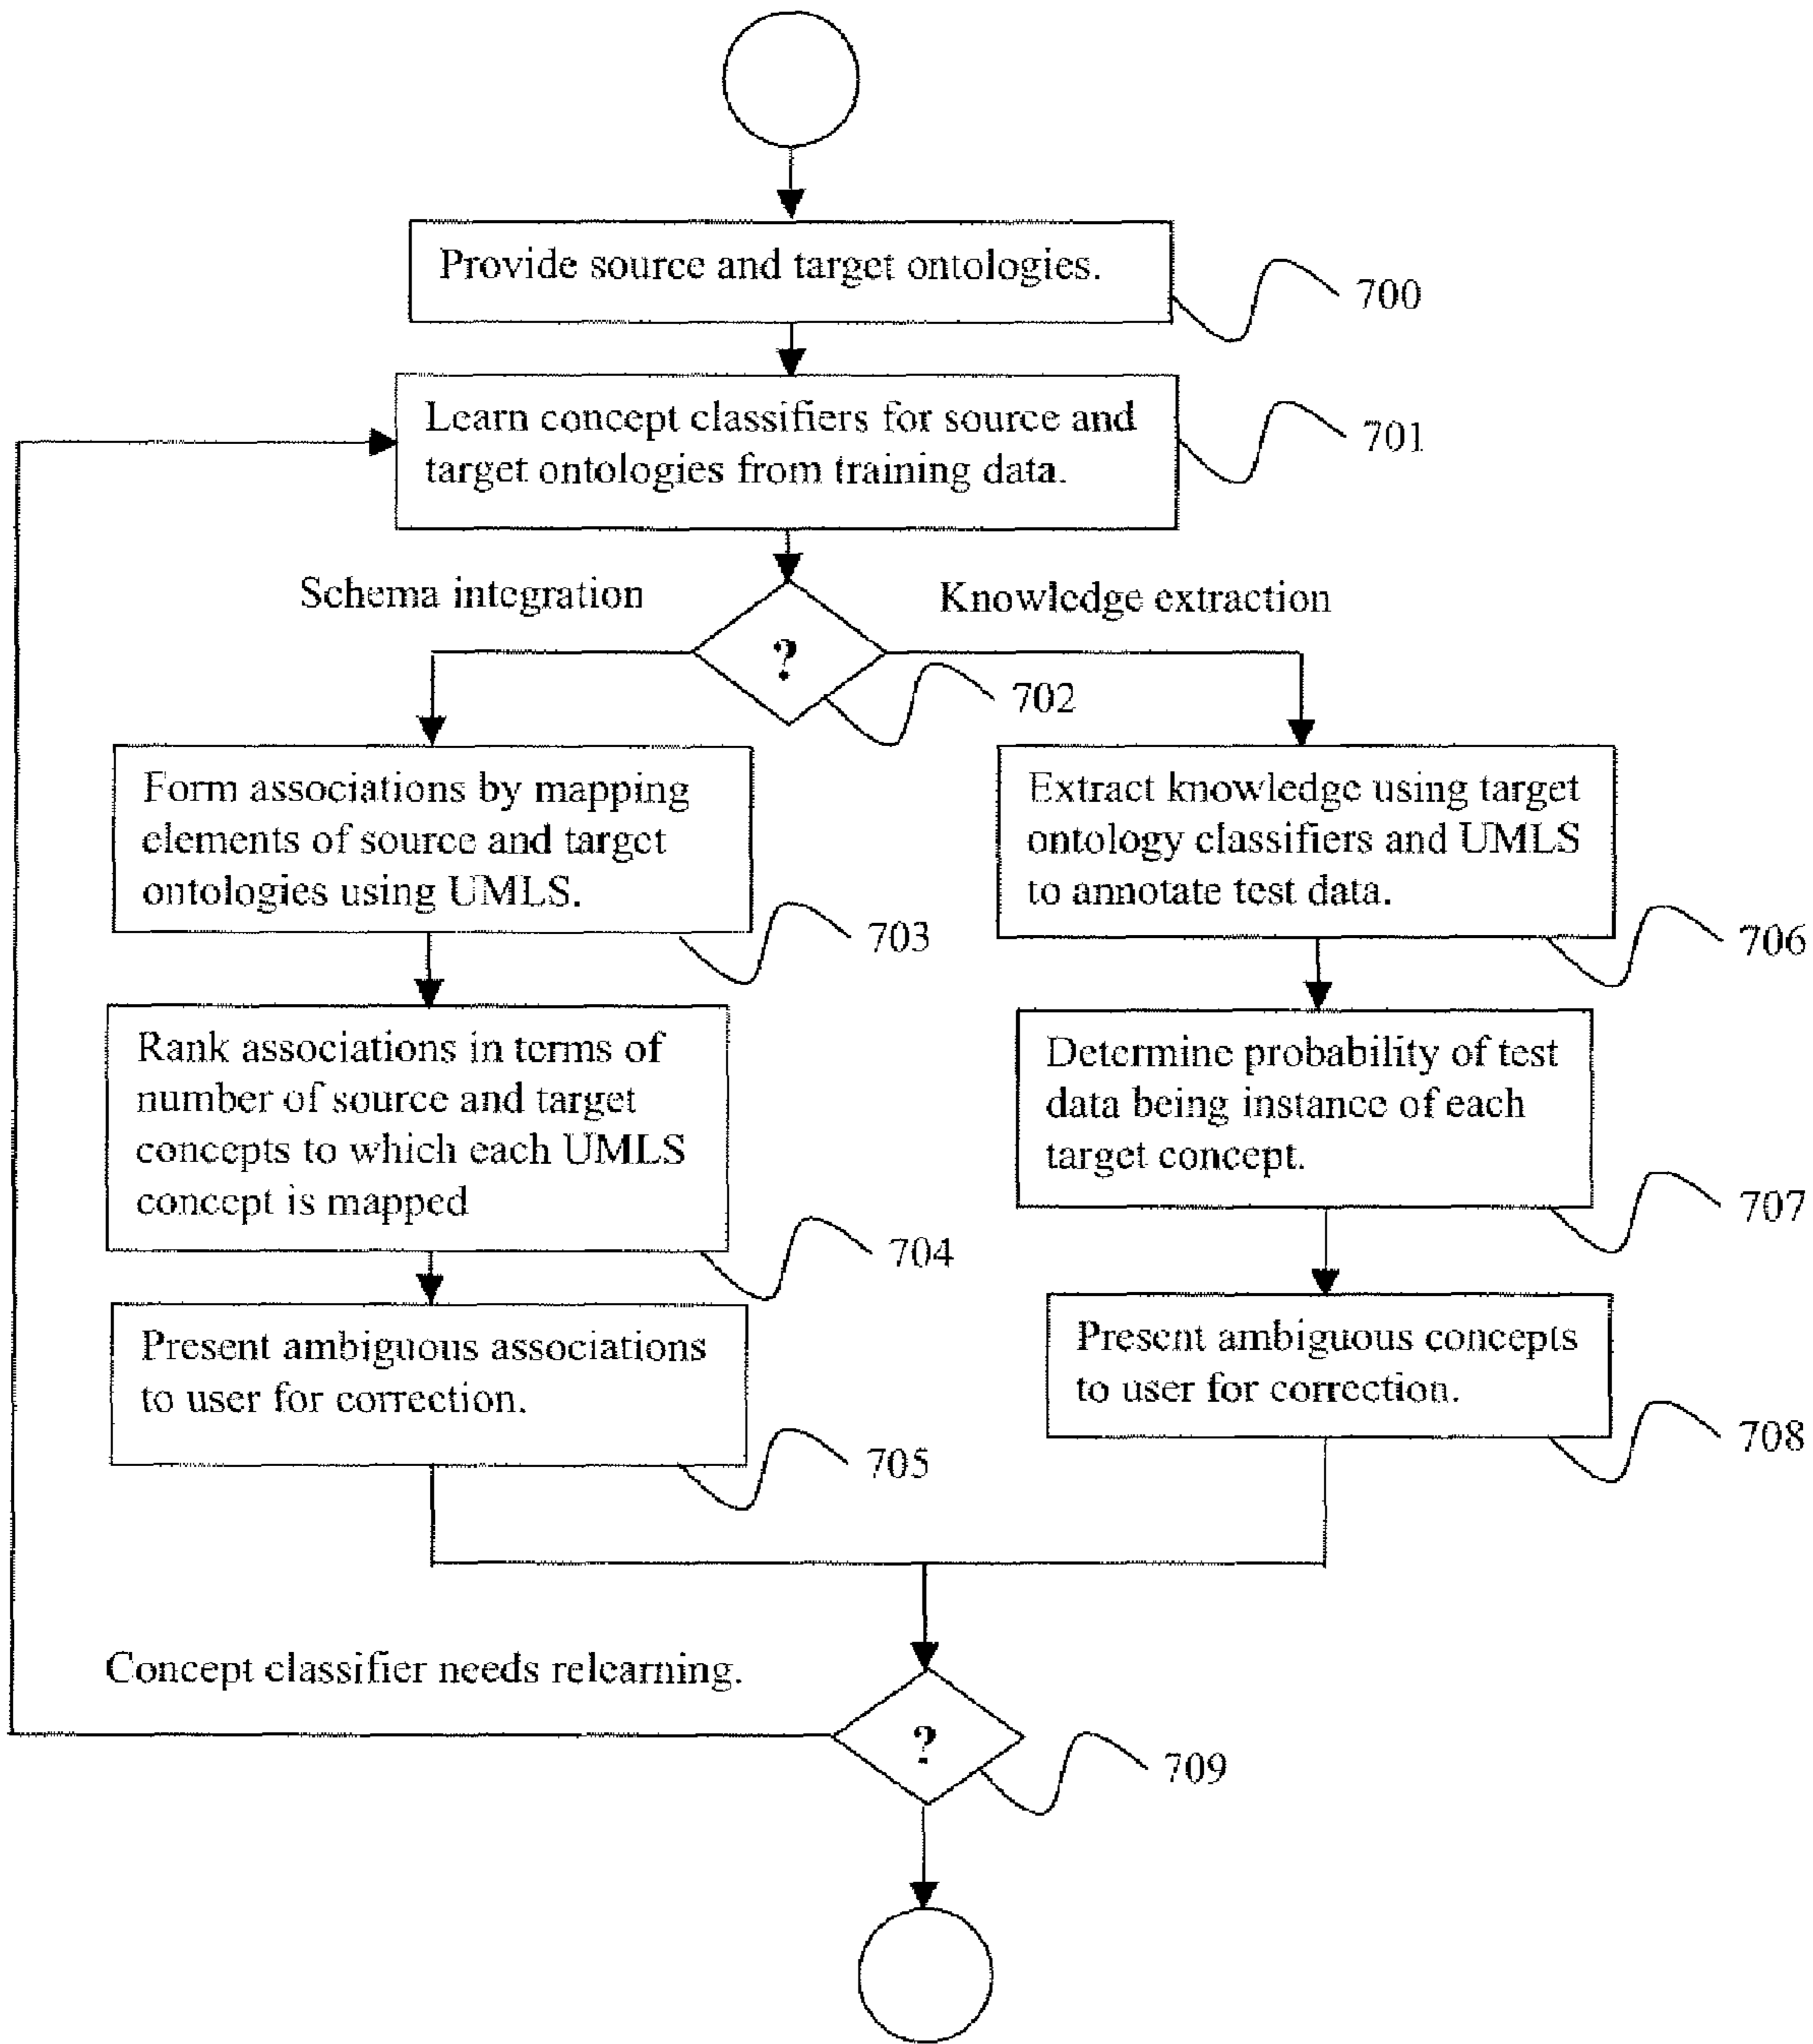 Provide source and target ontologies.
700
Learn concept classifiers for source and
target ontologies from training data.
701
Schema integration
Knowledge extraction
?
702
Form associations by mapping
elements of source and target
ontologies using UMLS.
703
Extract knowledge using target
ontology classifiers and UMLS
to annotate test data.
706
Rank associations in terms of
number of source and target
concepts to which each UMLS
concept is mapped
704
Determine probability of test
data being instance of each
target concept.
707
Present ambiguous associations
to user for correction.
705
Present ambiguous concepts
to user for correction.
708
Concept classifier needs relearning.
?
709